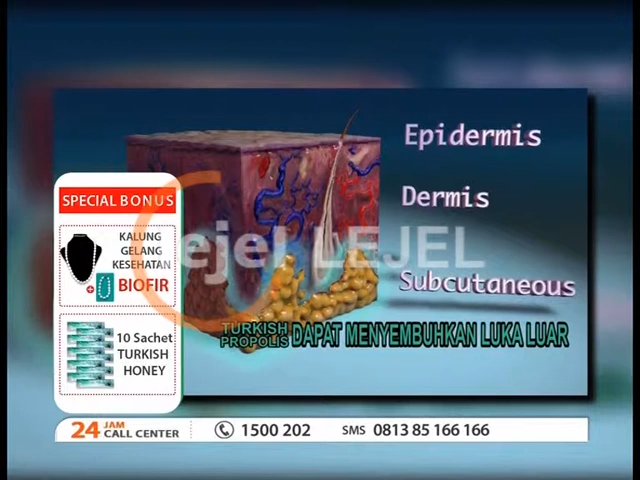 Epidermis
Dermis
Subcutaneous
ejel LEJEL
TURKISH PROPOLIS DAPAT MENYEMBUHKAN LUKA LUAR
SPECIAL BONUS
KALUNG
GELANG
KESEHATAN
+ BIOFIR
10 Sachet
TURKISH
HONEY
24 JAM CALL CENTER
1500 202
SMS 0813 85 166 166